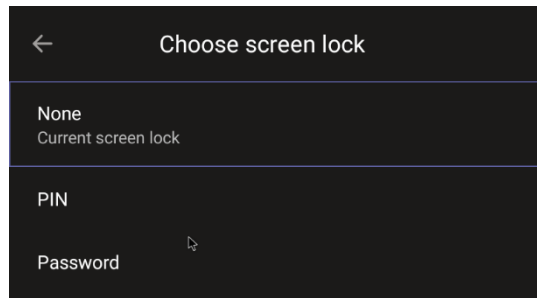 Choose screen lock
None
Current screen lock
PIN
Password